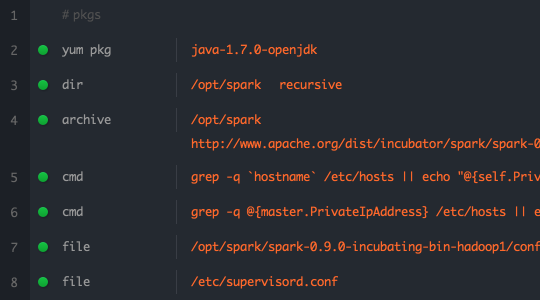 1 # pkgs
2 yum pkg java-1.7.0-openjdk
3 dir /opt/spark recursive
4 archive /opt/spark
http://www.apache.org/dist/incubator/spark/spark-0
5 cmd grep -q `hostname` /etc/hosts || echo "@{self.Priv
6 cmd grep -q @{master.PrivateIpAddress} /etc/hosts || e
7 file /opt/spark/spark-0.9.0-incubating-bin-hadoop1/conf
8 file /etc/supervisord.conf